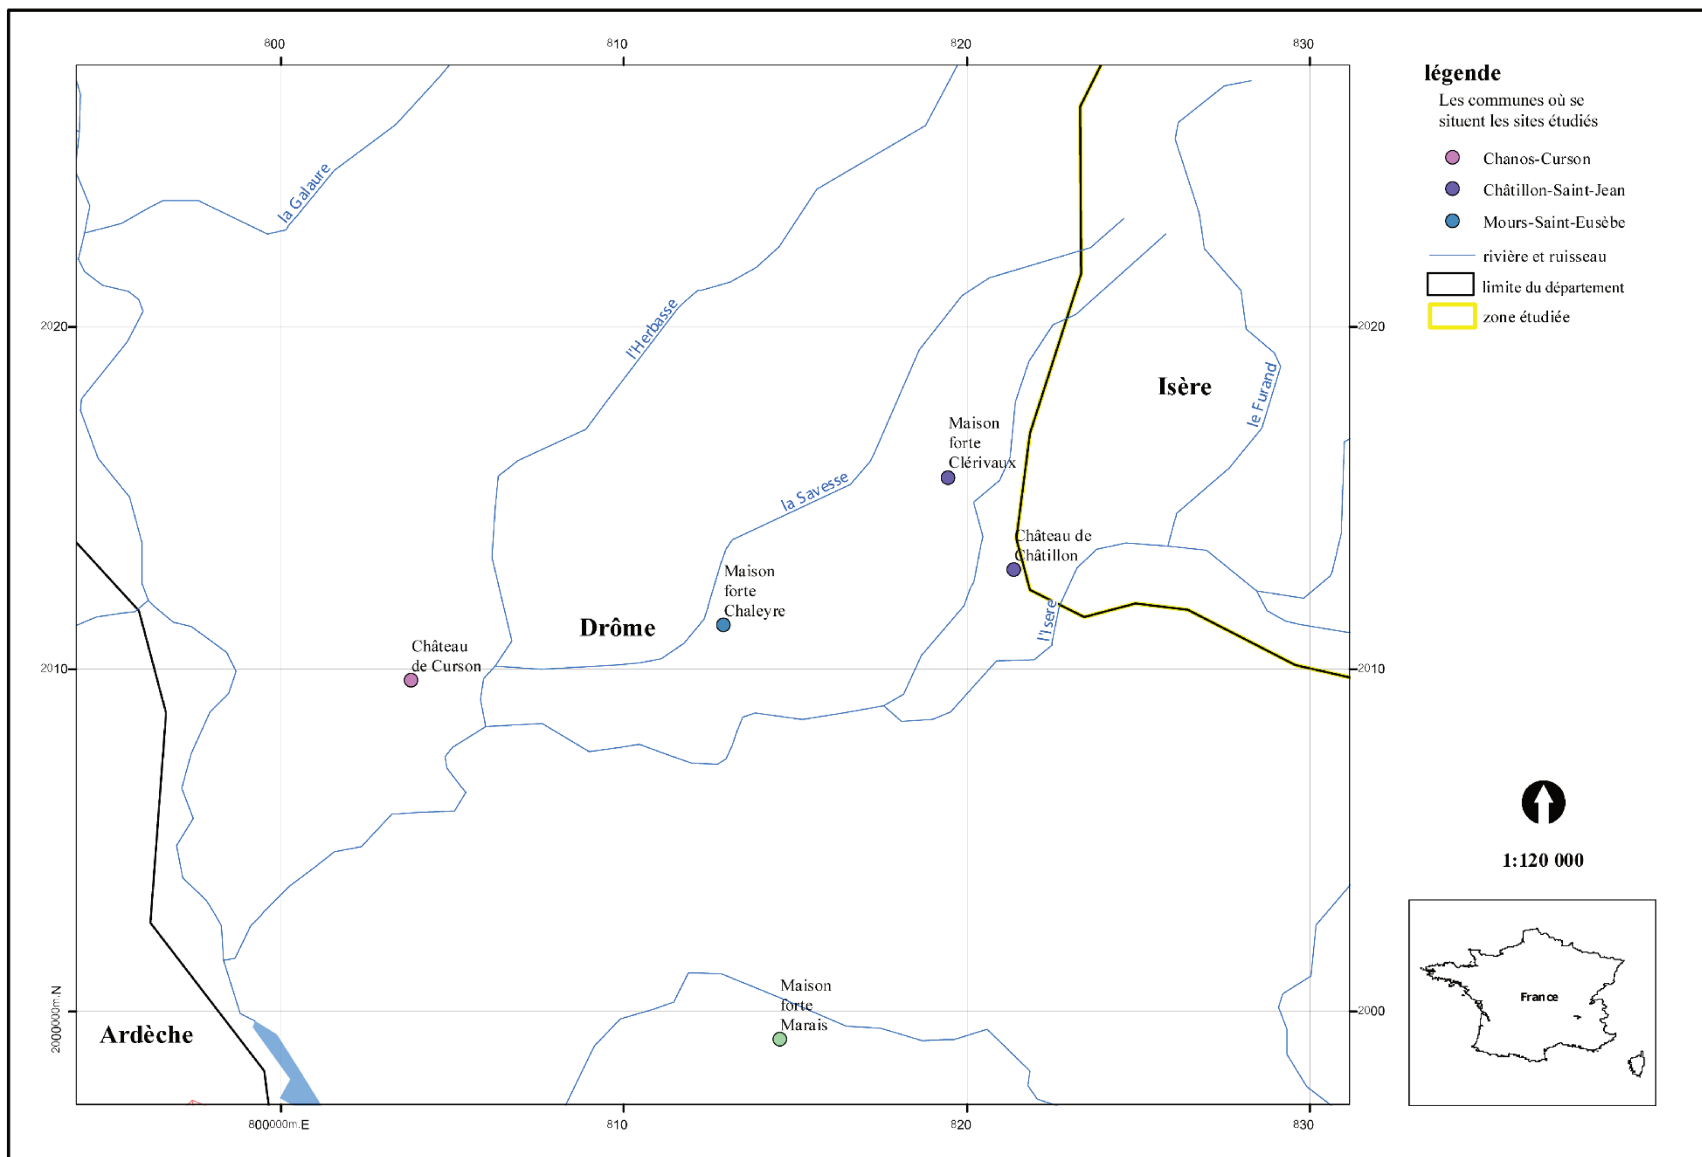 800
810
820
830
légende
Les communes où se
situent les sites étudiés
Chanos-Curson
Châtillon-Saint-Jean
Mours-Saint-Eusèbe
rivière et ruisseau
limite du département
zone étudiée
la Galaure
l'Herbasse
2020
2020
Isère
le Furand
Maison
forte
Clérivaux
la Savesse
Château de
Châtillon
Maison
forte
Chaleyre
l'Isere
Drôme
Château
de Curson
2010
2010
1:120 000
France
Maison
forte
Marais
2000000m.N
2000
Ardèche
800000m.E
810
820
830